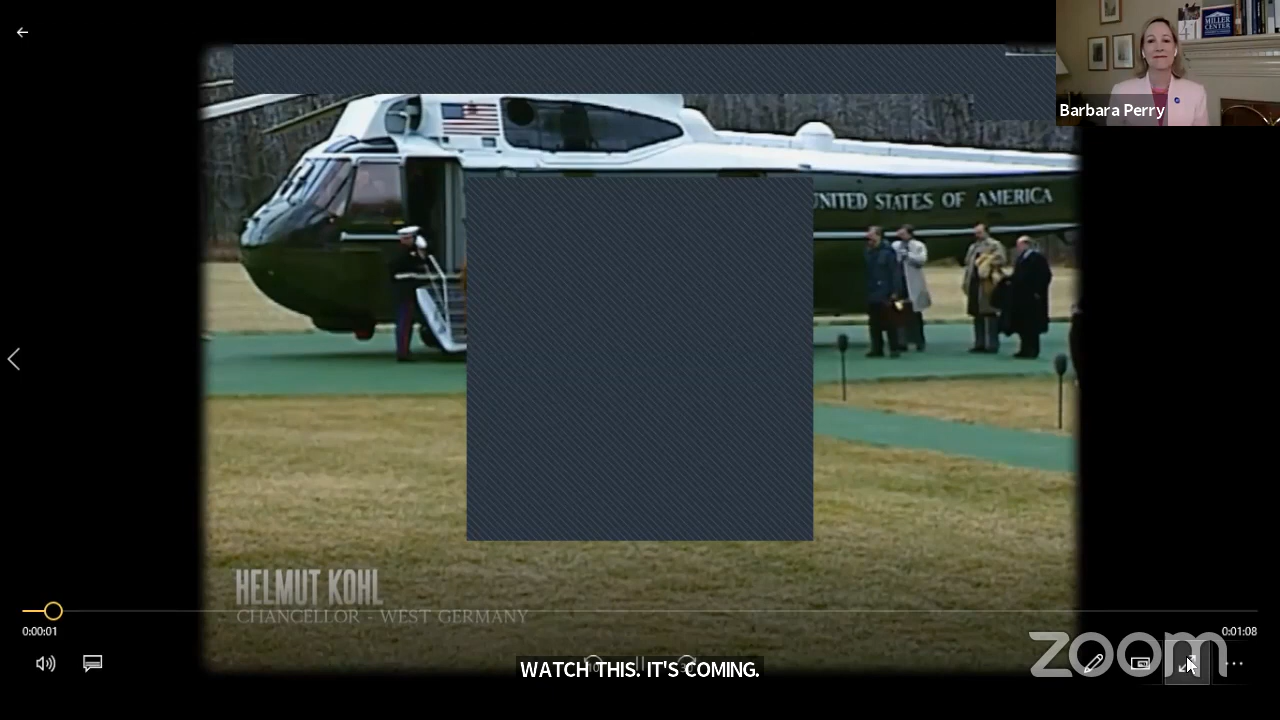 MILLER
CENTER
Barbara Perry
UNITED STATES OF AMERICA
HELMUT KOHL
CHANCELLOR - WEST GERMANY
0:00:01
0:01:08
WATCH THIS. IT'S COMING.
zoom